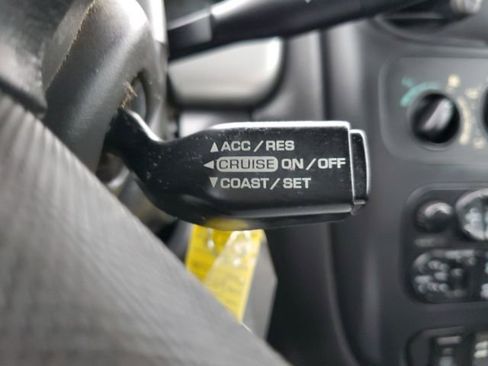 ▲ACC/RES
◀CRUISE ON/OFF
▼COAST/SET